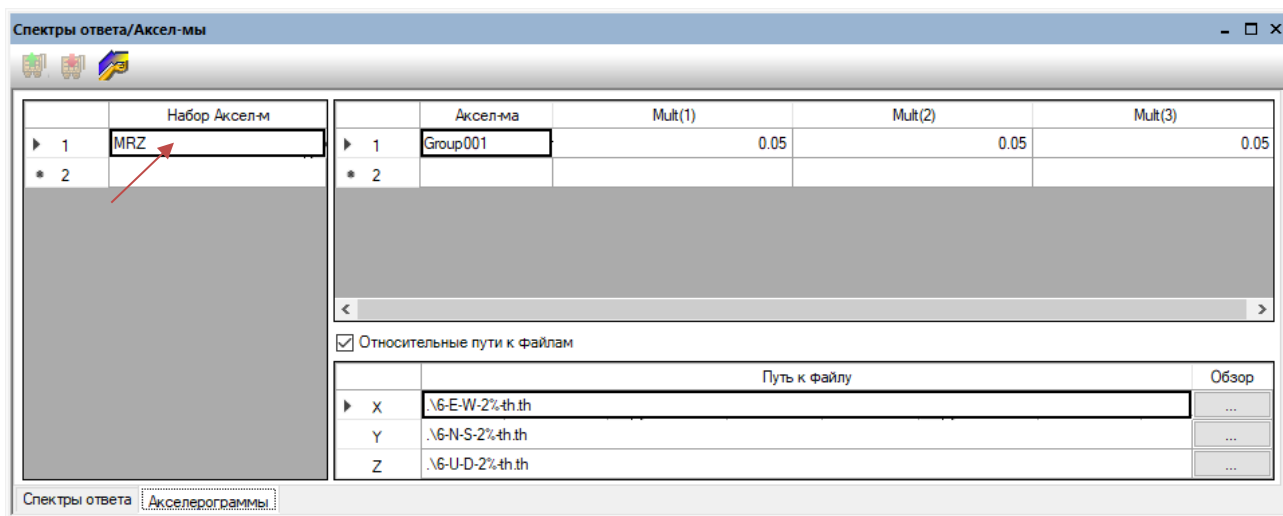 Спектры ответа/Аксел-мы
Набор Аксел-м
1 MRZ
2
Аксел-ма Mult(1) Mult(2) Mult(3)
1 Group001 0.05 0.05 0.05
2
Относительные пути к файлам
Путь к файлу Обзор
X .\6-E-W-2%-th.th ...
Y .\6-N-S-2%-th.th ...
Z .\6-U-D-2%-th.th ...
Спектры ответа Акселерограммы